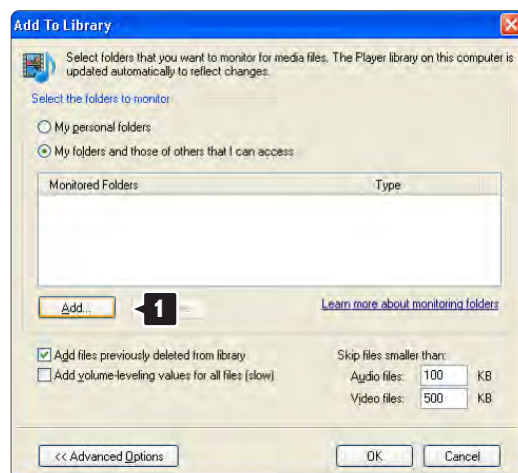 Add To Library
Select folders that you want to monitor for media files. The Player library on this computer is
updated automatically to reflect changes.
Select the folders to monitor
My personal folders
My folders and those of others that I can access
Monitored Folders Type
Add...
1
Learn more about monitoring folders
Add files previously deleted from library
Add volume-leveling values for all files (slow)
Skip files smaller than:
Audio files: 100 KB
Video files: 500 KB
<< Advanced Options
OK
Cancel